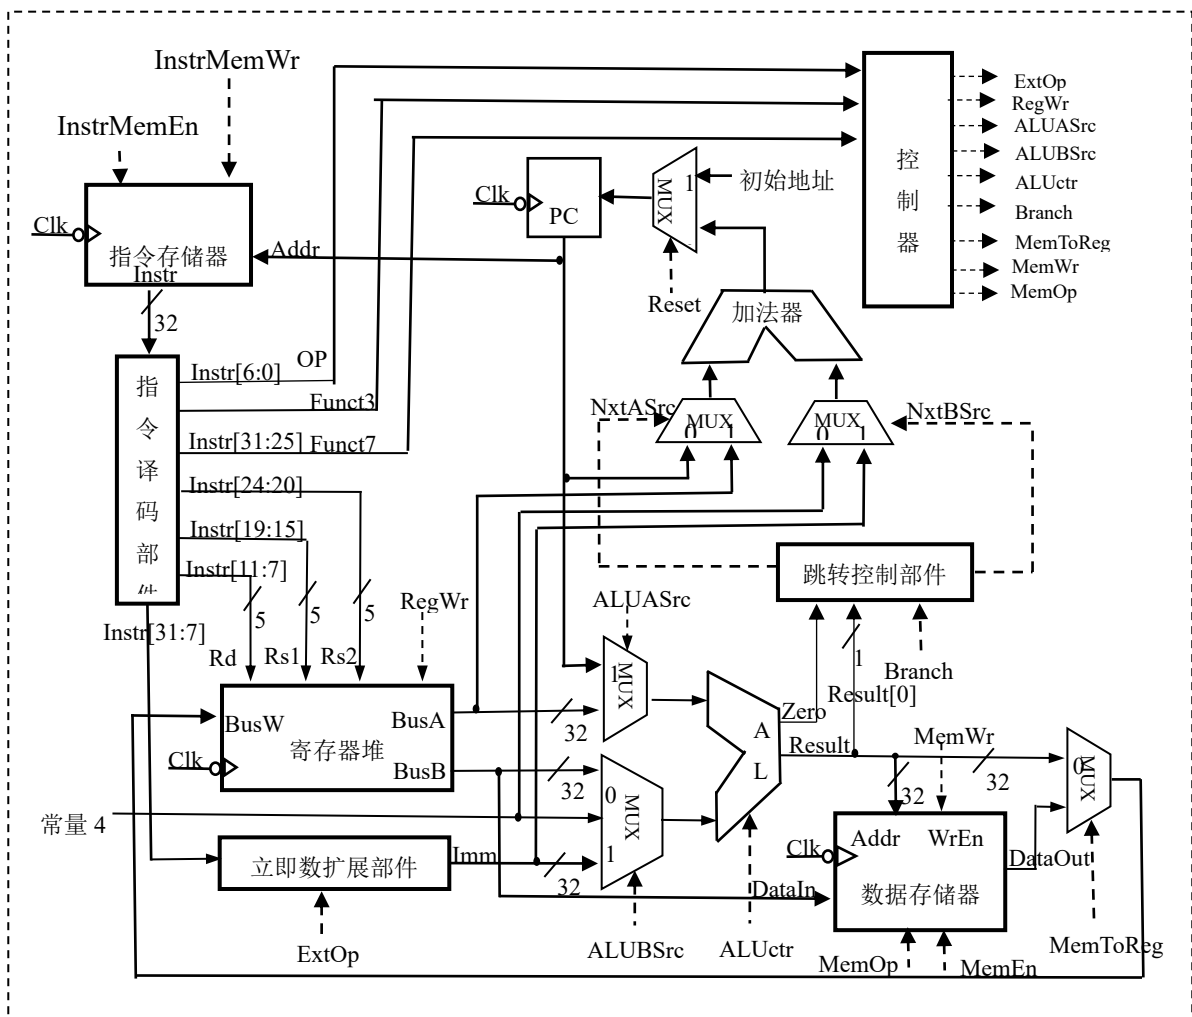 InstrMemWr
InstrMemEn
Clk
指令存储器
Addr
Instr
32
Clk
PC
MUX
1
初始地址
Reset
控制器
ExtOp
RegWr
ALUASrc
ALUBSrc
ALUctr
Branch
MemToReg
MemWr
MemOp
加法器
指令译码部件
Instr[6:0]
OP
Funct3
Instr[31:25]
Funct7
Instr[24:20]
Instr[19:15]
Instr[11:7]
Instr[31:7]
5
5
5
Rd
Rs1
Rs2
RegWr
NxtASrc
MUX
0
1
MUX
0
1
NxtBSrc
跳转控制部件
ALUASrc
1
MUX
1
Branch
Result[0]
BusW
BusA
寄存器堆
Clk
BusB
32
32
Zero
A
L
Result
MemWr
32
32
0
MUX
0
MUX
1
常量 4
立即数扩展部件
Imm
32
ExtOp
ALUBSrc
ALUctr
DataIn
Clk
Addr
WrEn
数据存储器
DataOut
MemOp
MemEn
MemToReg